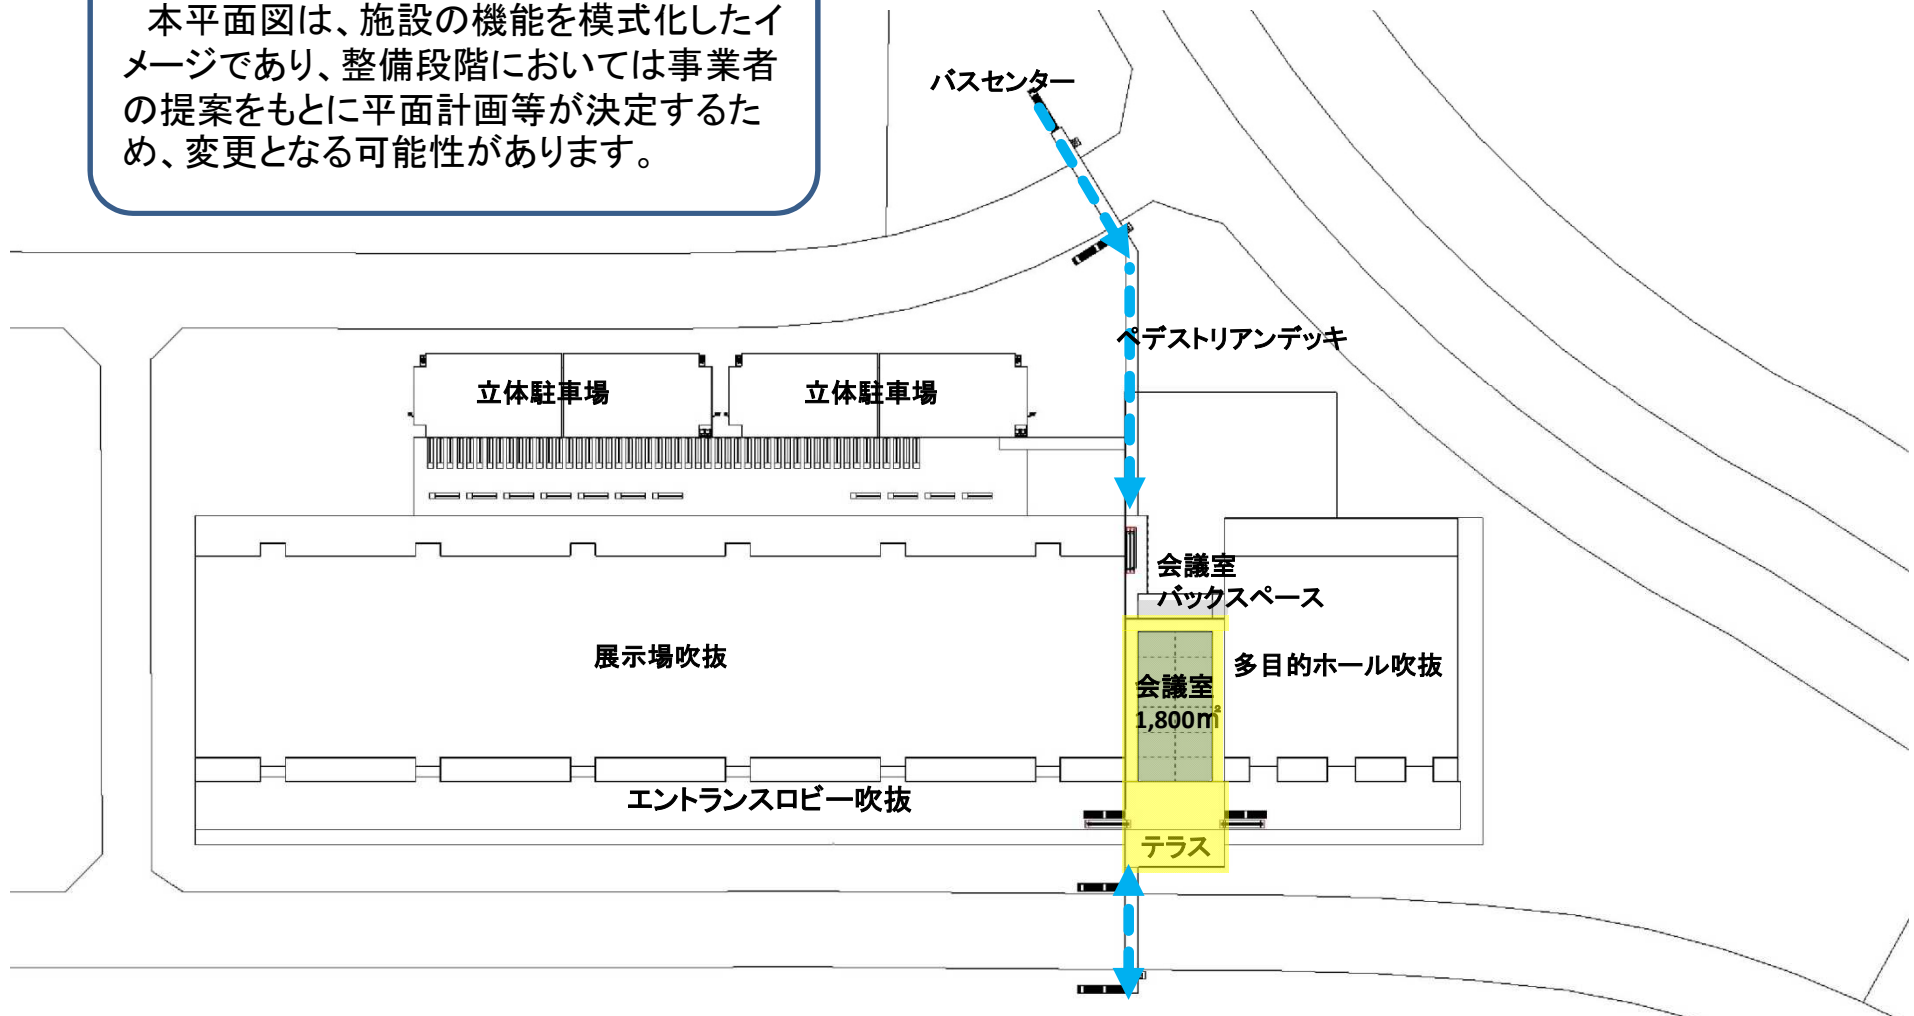 本平面図は、施設の機能を模式化したイ
メージであり、整備段階においては事業者
の提案をもとに平面計画等が決定するた
め、変更となる可能性があります。
バスセンター
ペデストリアンデッキ
立体駐車場
立体駐車場
会議室
バックスペース
展示場吹抜
多目的ホール吹抜
会議室
1,800㎡
エントランスロビー吹抜
テラス